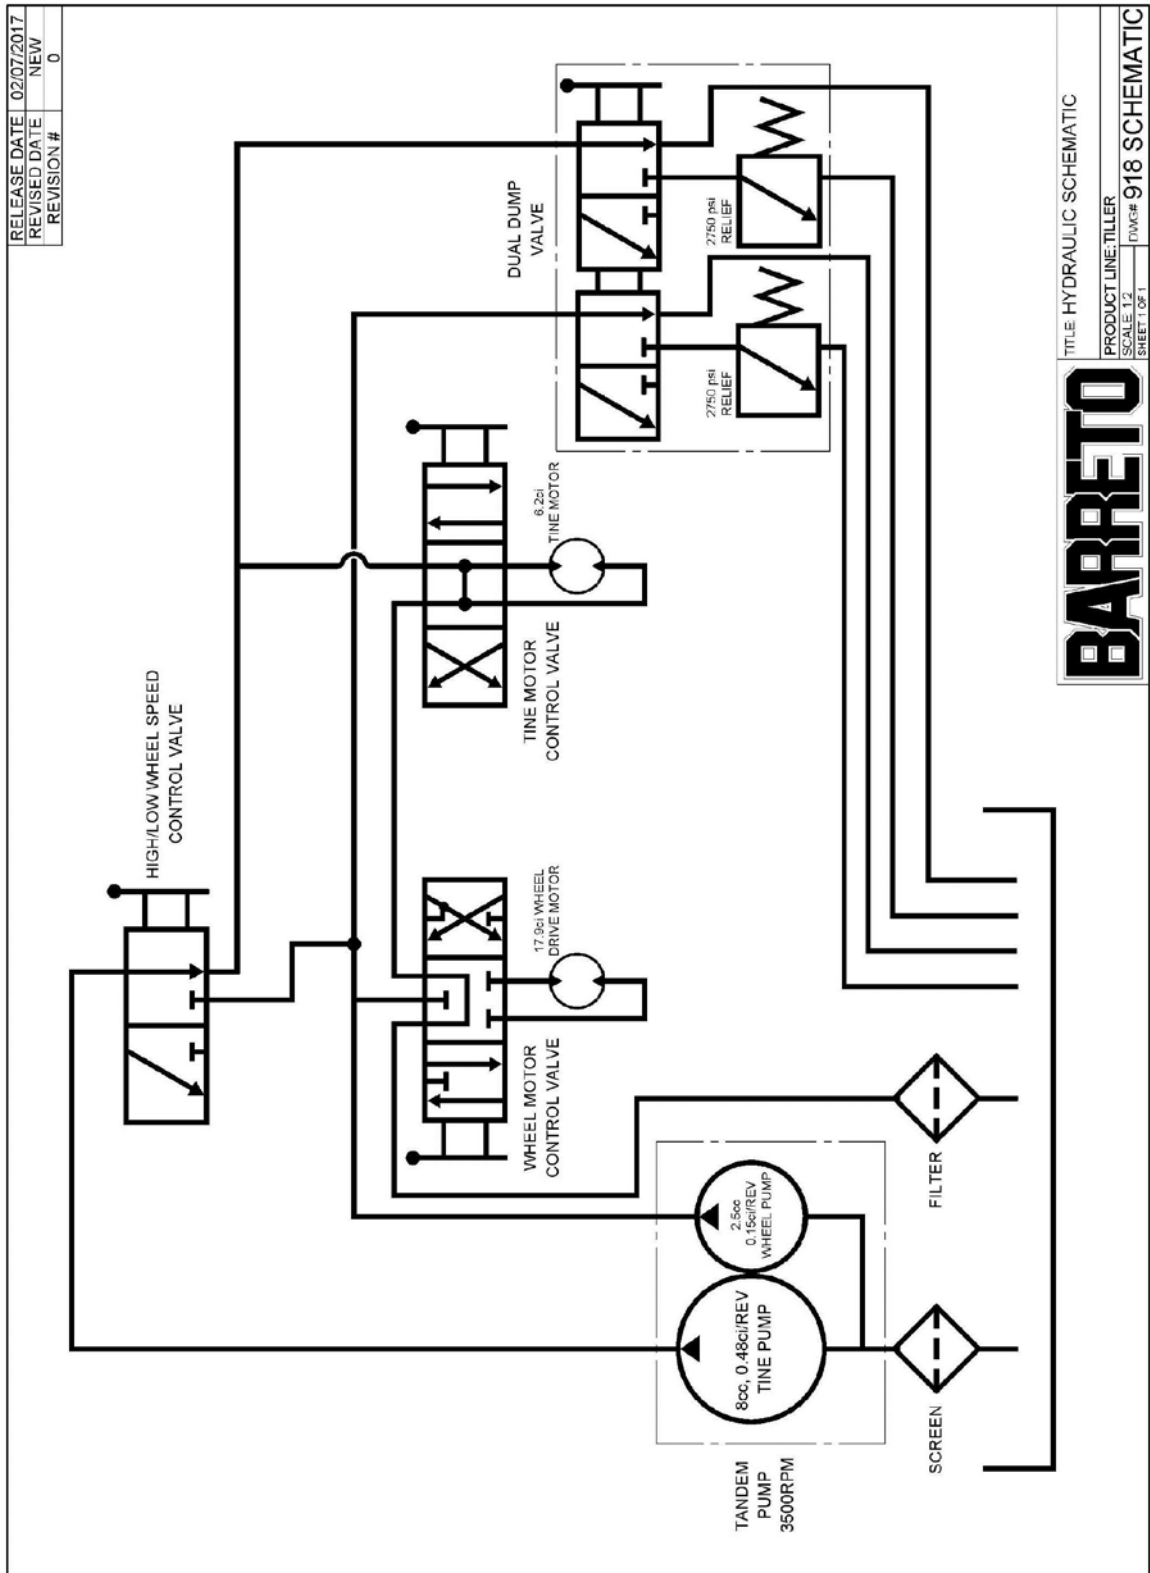 RELEASE DATE 02/07/2017
REVISED DATE NEW
REVISION # 0
HIGH/LOW WHEEL SPEED
CONTROL VALVE
DUAL DUMP
VALVE
2750 psi
RELIEF
2750 psi
RELIEF
6.2ci
TINE MOTOR
TINE MOTOR
CONTROL VALVE
17.9ci WHEEL
DRIVE MOTOR
WHEEL MOTOR
CONTROL VALVE
2.5cc
0.15ci/REV
WHEEL PUMP
8cc, 0.48ci/REV
TINE PUMP
TANDEM
PUMP
3500RPM
FILTER
SCREEN
BARRETO
TITLE: HYDRAULIC SCHEMATIC
PRODUCT LINE: TILLER
SCALE 1:2
SHEET 1 OF 1
DWG# 918 SCHEMATIC